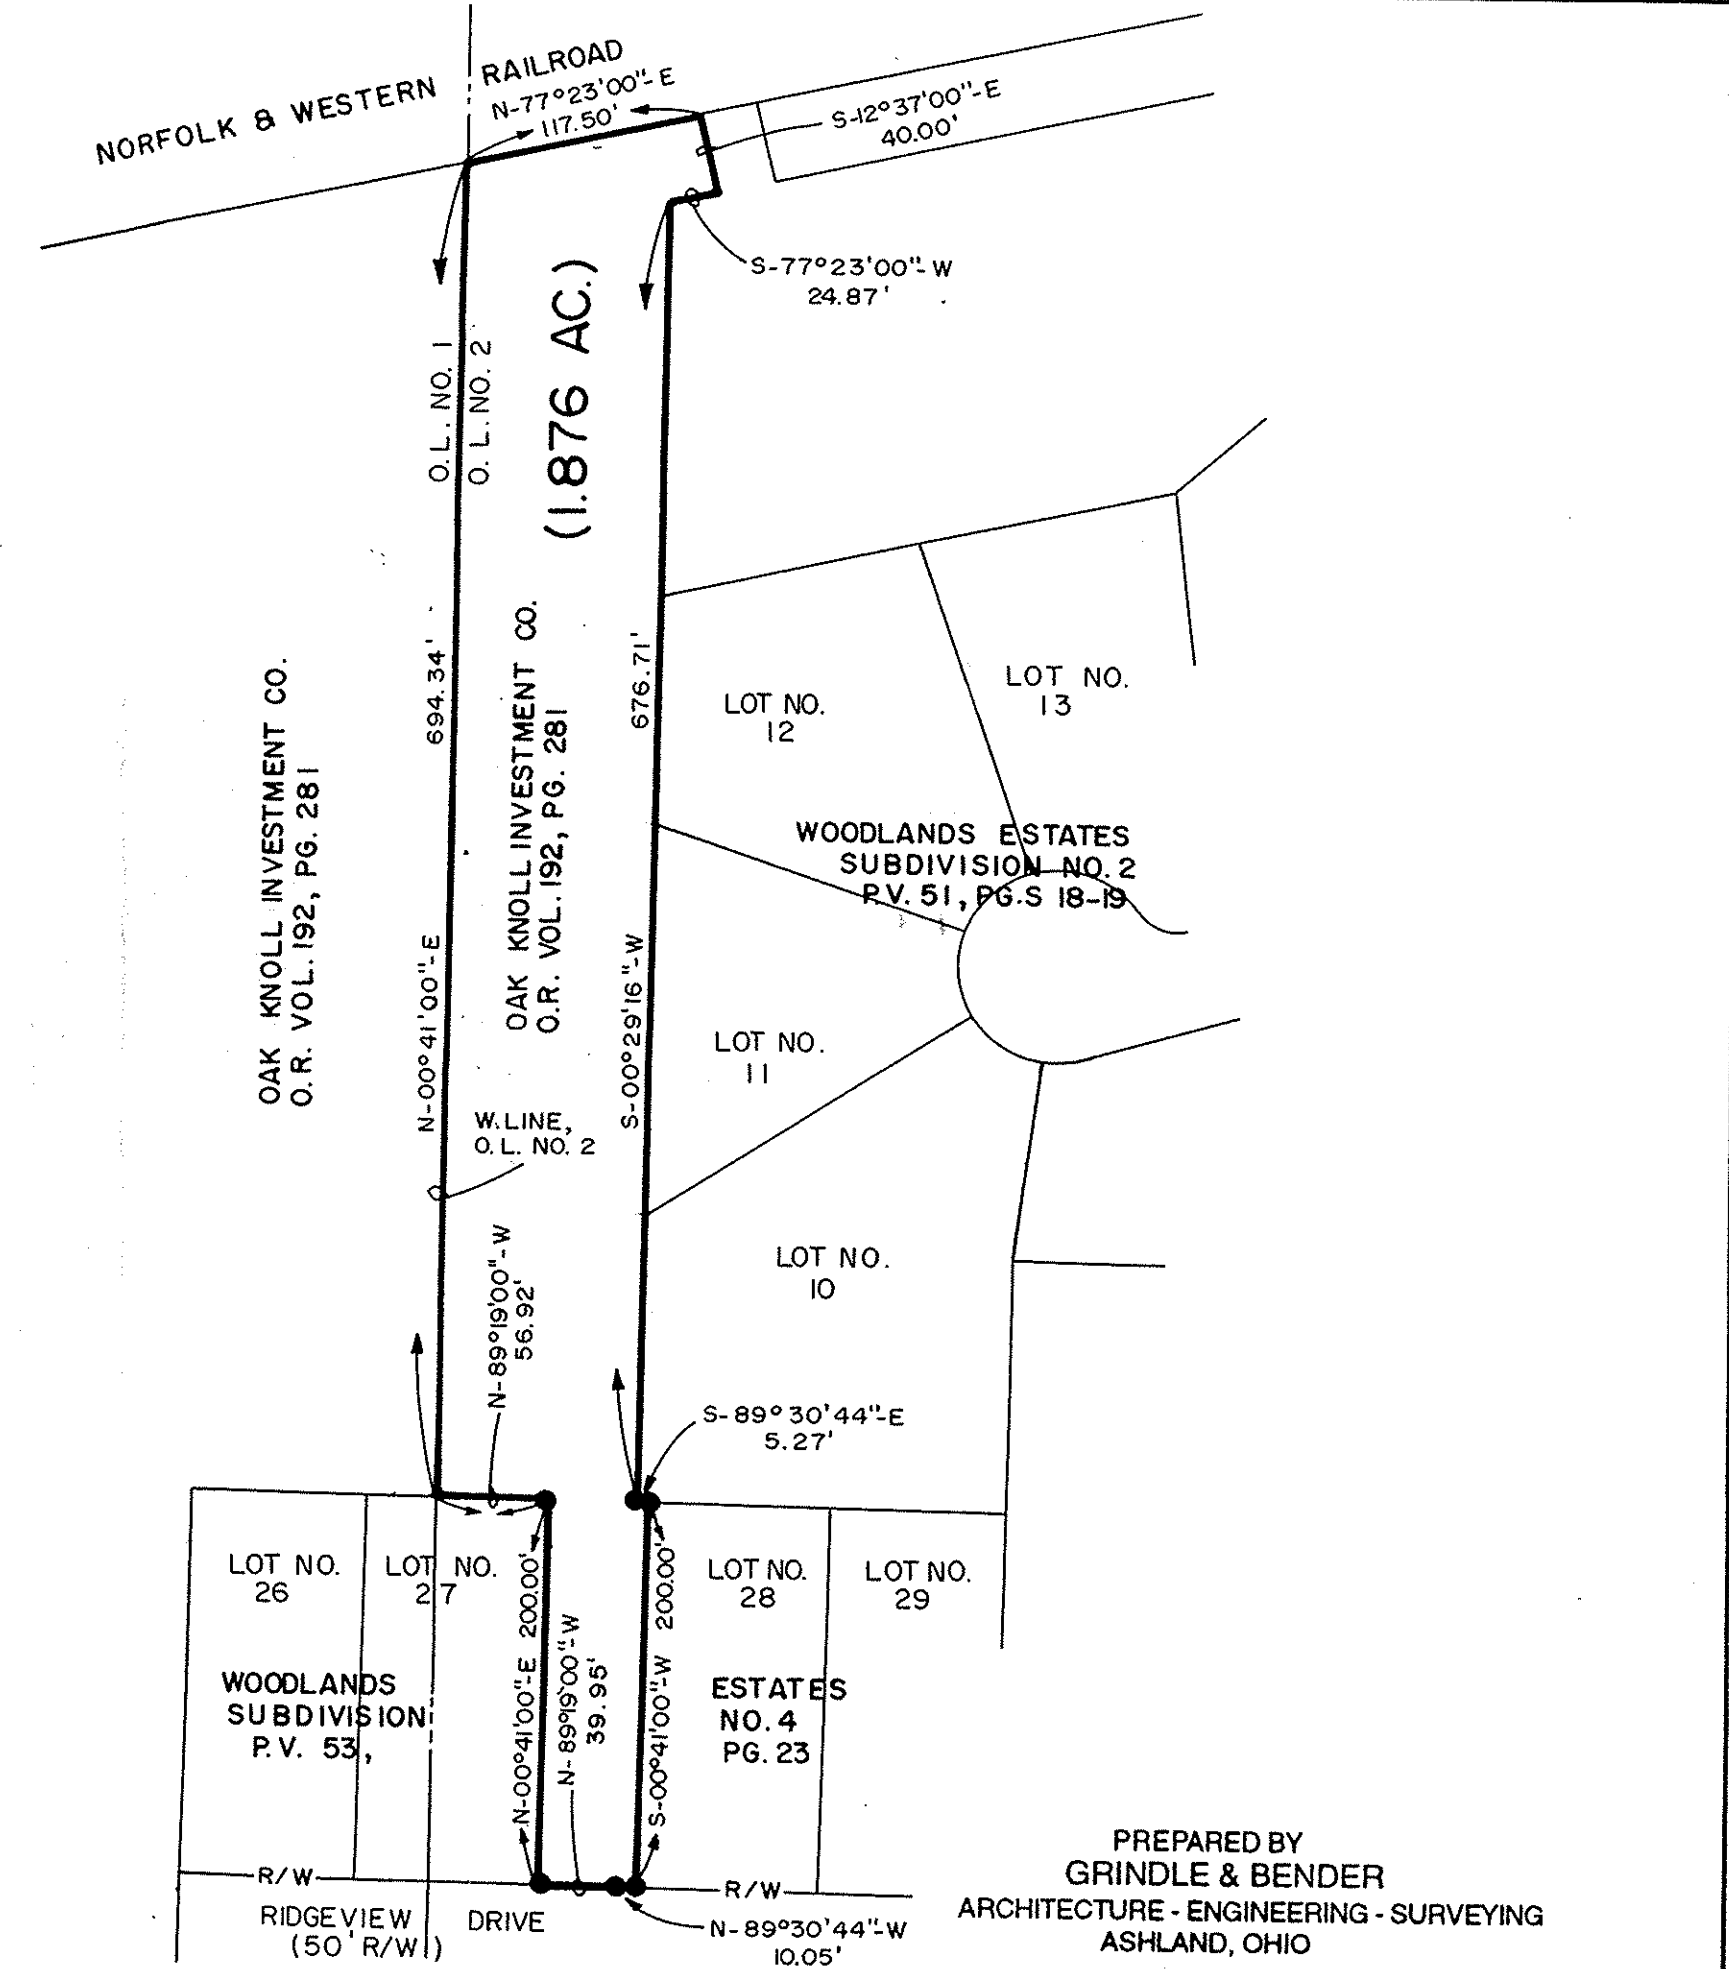 NORFOLK & WESTERN RAILROAD
N-77°23'00"-E
117.50'
S-12°37'00"-E
40.00'
S-77°23'00"-W
24.87'
O.L. NO. 1
O.L. NO. 2
(1.876 AC.)
694.34'
N-00°41'00"-E
676.71'
S-00°29'16"-W
OAK KNOLL INVESTMENT CO.
O.R. VOL. 192, PG. 281
OAK KNOLL INVESTMENT CO.
O.R. VOL. 192, PG. 281
LOT NO.
12
LOT NO.
13
WOODLANDS ESTATES
SUBDIVISION NO. 2
P.V. 51, PG.S 18-19
LOT NO.
11
W. LINE,
O.L. NO. 2
LOT NO.
10
N-89°19'00"-W
56.92'
S-89°30'44"-E
5.27'
LOT NO.
26
LOT NO.
27
LOT NO.
28
LOT NO.
29
N-00°41'00"-E 200.00'
N-89°19'00"-W
39.95'
S-00°41'00"-W 200.00'
WOODLANDS
SUBDIVISION
P.V. 53,
ESTATES
NO. 4
PG. 23
R/W
R/W
RIDGEVIEW DRIVE
(50' R/W)
N-89°30'44"-W
10.05'
PREPARED BY
GRINDLE & BENDER
ARCHITECTURE - ENGINEERING - SURVEYING
ASHLAND, OHIO